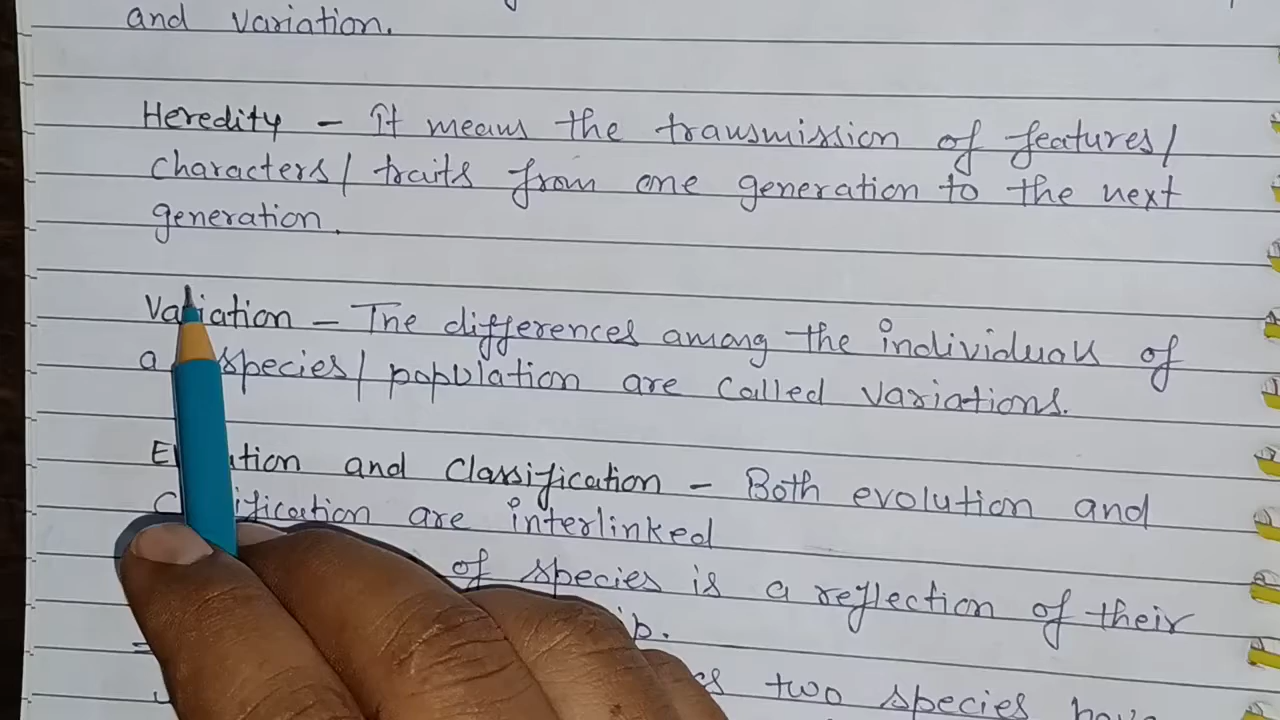 and variation.
Heredity - It means the transmission of features/
characters/ traits from one generation to the next
generation.
Variation - The differences among the individuals of
a species/ population are called variations.
and Classification - Both evolution and
are interlinked
of species is a reflection of their
two species